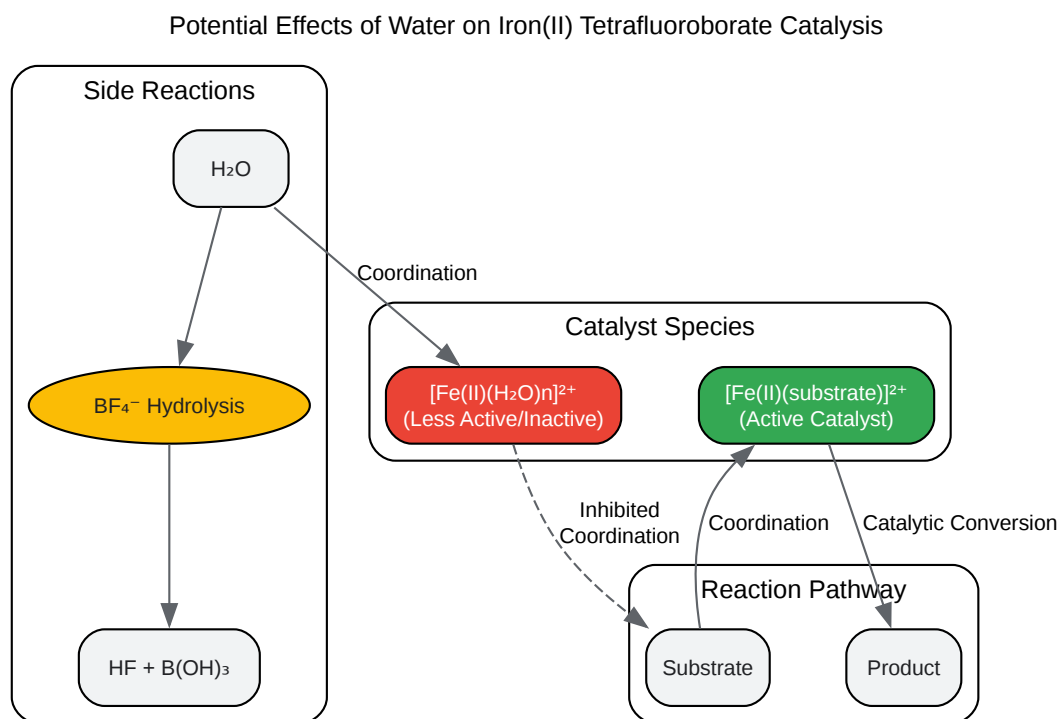 Potential Effects of Water on Iron(II) Tetrafluoroborate Catalysis
Side Reactions
H₂O
Coordination
Catalyst Species
[Fe(II)(H₂O)n]²⁺
(Less Active/Inactive)
[Fe(II)(substrate)]²⁺
(Active Catalyst)
BF₄⁻ Hydrolysis
Inhibited
Coordination
Coordination
Catalytic Conversion
Reaction Pathway
HF + B(OH)₃
Substrate
Product